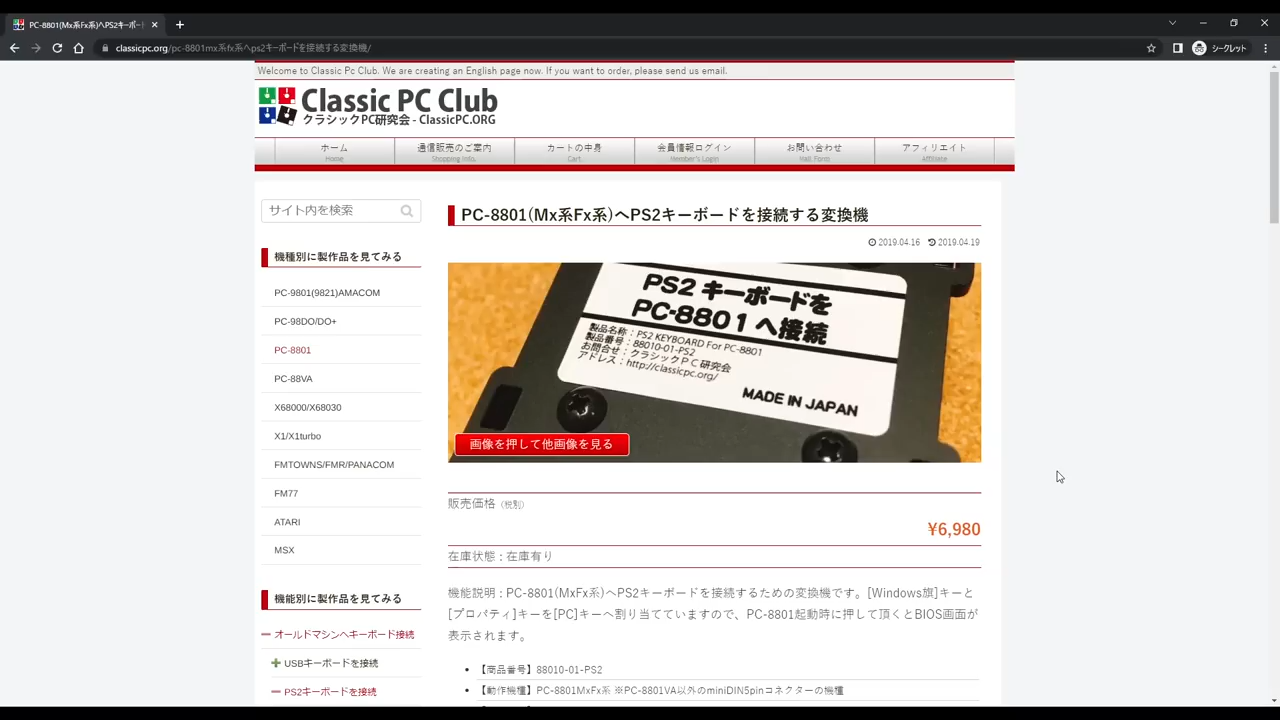 PC-8801(Mx系Fx系)へPS2キーボー
classicpc.org/pc-8801mx系fx系へps2キーボードを接続する変換機/
シークレット
Welcome to Classic Pc Club. We are creating an English page now. If you want to order, please send us email.
Classic PC Club
クラシックPC研究会 - ClassicPC.ORG
ホーム
Home
通信販売のご案内
Shopping Info.
カートの中身
Cart
会員情報ログイン
Member's Login
お問い合わせ
Mail Form
アフィリエイト
Affiliate
サイト内を検索
機種別に製作品を見てみる
PC-9801(9821)AMACOM
PC-98DO/DO+
PC-8801
PC-88VA
X68000/X68030
X1/X1turbo
FMTOWNS/FMR/PANACOM
FM77
ATARI
MSX
機能別に製作品を見てみる
オールドマシンへキーボード接続
USBキーボードを接続
PS2キーボードを接続
PC-8801(Mx系Fx系)へPS2キーボードを接続する変換機
2019.04.16 2019.04.19
PS2 キーボードを
PC-8801へ接続
製品名称：PS2 KEYBOARD For PC-8801
製品番号：88010-01-PS2
お問合せ：クラシックPC研究会
アドレス：http://classicpc.org/
MADE IN JAPAN
画像を押して他画像を見る
販売価格（税別）
¥6,980
在庫状態 : 在庫有り
機能説明 : PC-8801(MxFx系)へPS2キーボードを接続するための変換機です。[Windows旗]キーと
[プロパティ]キーを[PC]キーへ割り当てていますので、PC-8801起動時に押して頂くとBIOS画面が
表示されます。
• 【商品番号】88010-01-PS2
• 【動作機種】PC-8801MxFx系 ※PC-8801VA以外のminiDIN5pinコネクターの機種